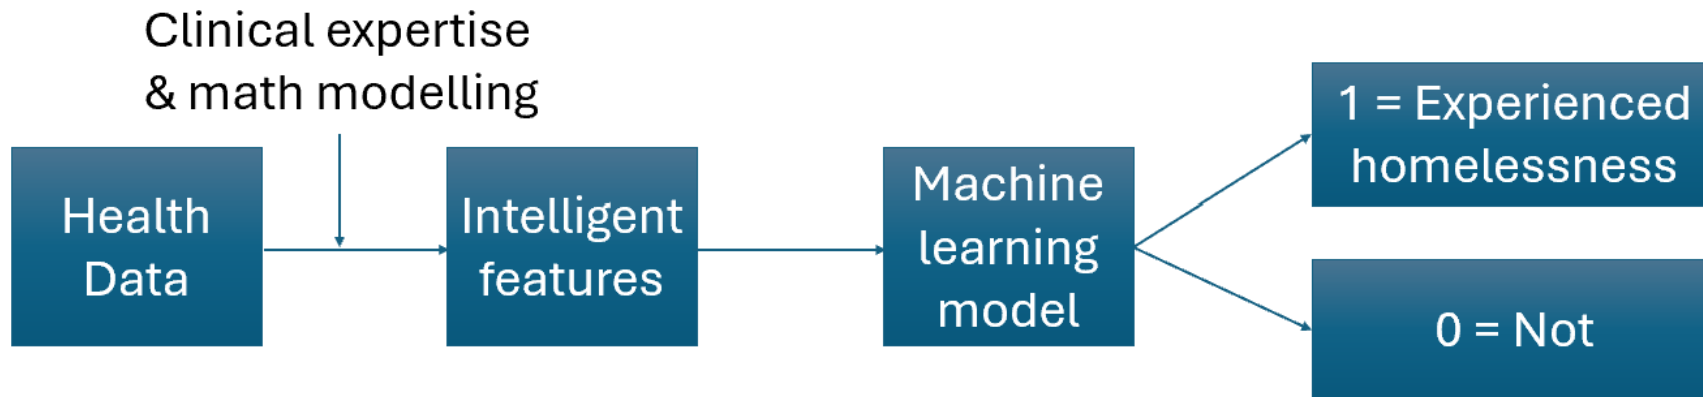 Clinical expertise
& math modelling
Health
Data
Intelligent
features
Machine
learning
model
1 = Experienced
homelessness
0 = Not